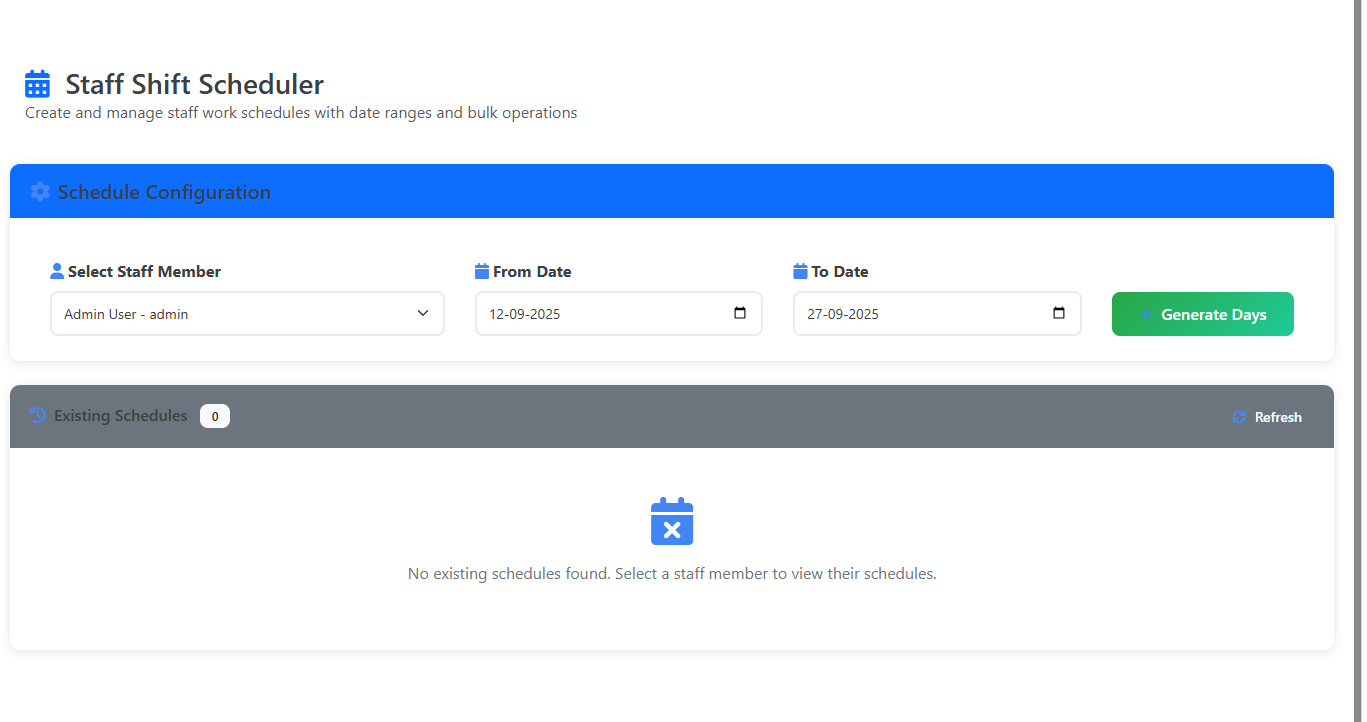 Staff Shift Scheduler
Create and manage staff work schedules with date ranges and bulk operations
Schedule Configuration
Select Staff Member
From Date
To Date
Admin User - admin
12-09-2025
27-09-2025
Generate Days
Existing Schedules 0
Refresh
No existing schedules found. Select a staff member to view their schedules.